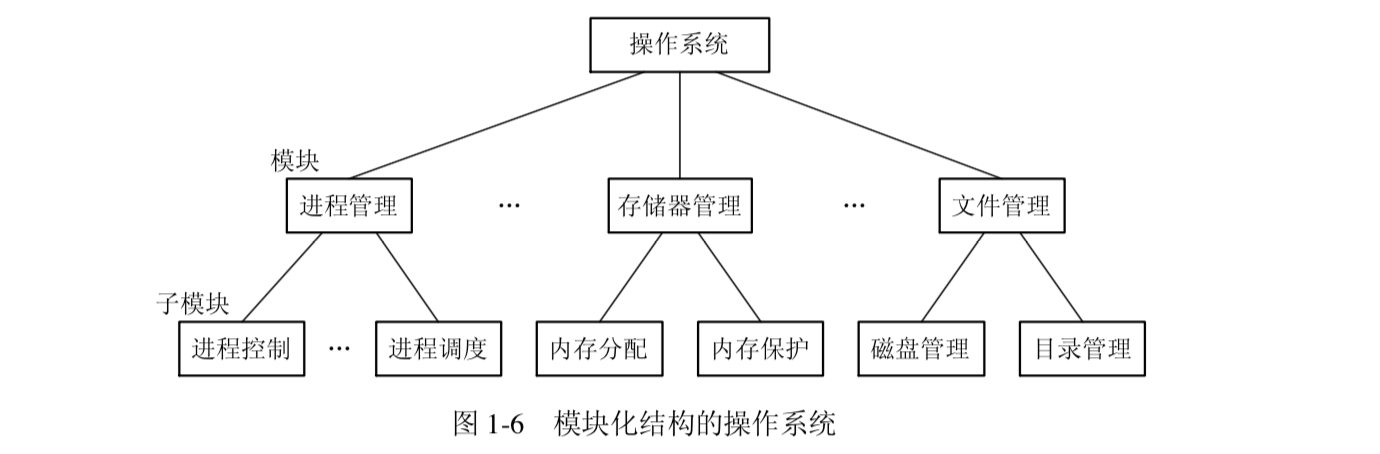 操作系统
模块
进程管理 … 存储器管理 … 文件管理
子模块
进程控制 … 进程调度 内存分配 内存保护 磁盘管理 目录管理
图 1-6 模块化结构的操作系统